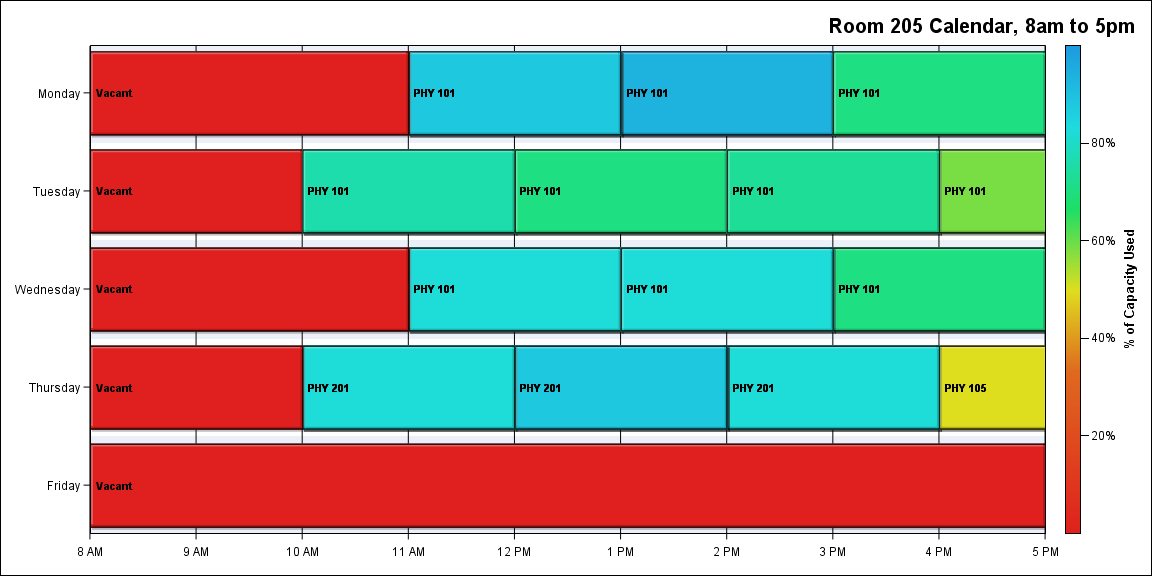 Room 205 Calendar, 8am to 5pm
Monday
Vacant
PHY 101
PHY 101
PHY 101
Tuesday
Vacant
PHY 101
PHY 101
PHY 101
PHY 101
Wednesday
Vacant
PHY 101
PHY 101
PHY 101
Thursday
Vacant
PHY 201
PHY 201
PHY 201
PHY 105
Friday
Vacant
8 AM
9 AM
10 AM
11 AM
12 PM
1 PM
2 PM
3 PM
4 PM
5 PM
80%
60%
40%
20%
% of Capacity Used